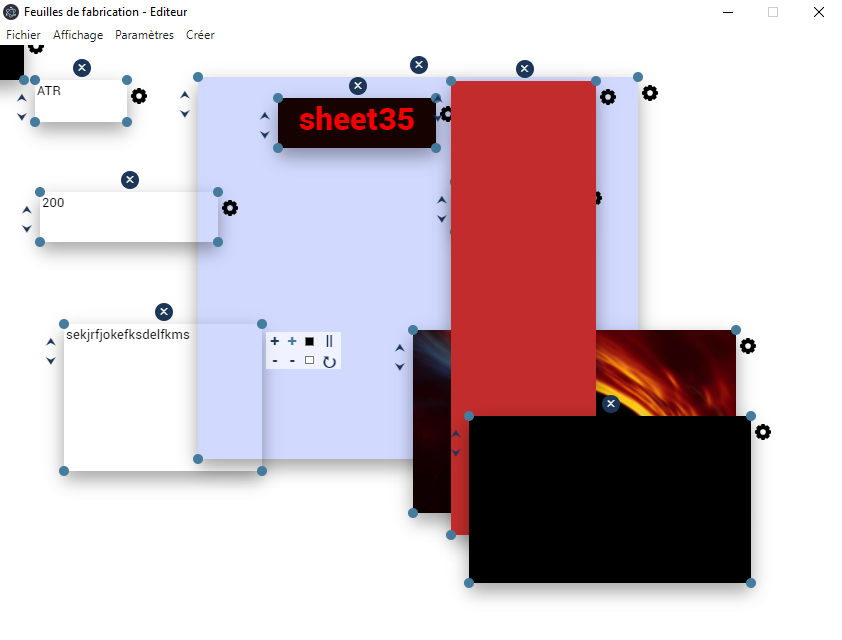 Feuilles de fabrication - Editeur
Fichier Affichage Paramètres Créer
ATR
sheet35
200
sekjrfjokefksdelfkms